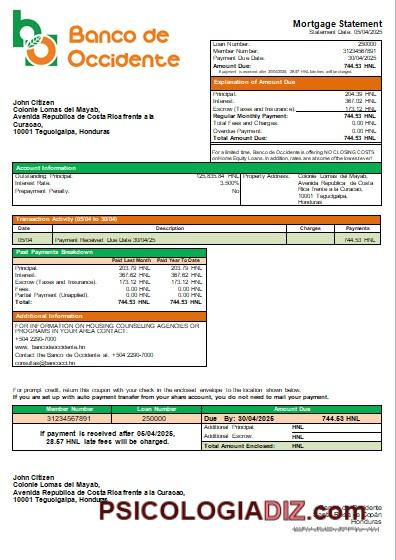 Banco de
Occidente
Mortgage Statement
Statement Date: 05/04/2025
Loan Number: 250000
Member Number: 31234567891
Payment Due Date: 30/04/2025
Amount Due: 744.53 HNL
If payment is received after 30/04/2025, 28.57 HNL late fees will be charged.
Explanation of Amount Due
Principal: 204.39 HNL
Interest: 367.02 HNL
Escrow (Taxes and Insurance): 173.12 HNL
Regular Monthly Payment: 744.53 HNL
Total Fees and Charges: 0.00 HNL
Overdue Payment: 0.00 HNL
Total Amount Due: 744.53 HNL
For a limited time, Banco de Occidente is offering NO CLOSING COSTS
on Home Equity Loans. In addition, rates are at some of the lowest ever!
John Citizen
Colonie Lomas del Mayab,
Avenida Republica de Costa Rica frente a la
Curaoao,
10001 Tegucigalpa, Honduras
Account Information
Outstanding Principal: 125,835.84 HNL
Interest Rate: 3.500%
Prepayment Penalty: No
Property Address: Colonie Lomas del Mayab,
Avenida Republica de Costa
Rica frente a la Curaoao,
10001 Tegucigalpa,
Honduras
Transaction Activity (05/04 to 30/04)
Date Description Charges Payments
05/04 Payment Received Due Date 30/04/25 744.53 HNL
Past Payments Breakdown
Paid Last Month Paid Year To Date
Principal: 203.79 HNL 203.79 HNL
Interest: 367.62 HNL 367.62 HNL
Escrow (Taxes and Insurance): 173.12 HNL 173.12 HNL
Fees: 0.00 HNL 0.00 HNL
Partial Payment (Unapplied): 0.00 HNL 0.00 HNL
Total: 744.53 HNL 744.53 HNL
Additional Information
FOR INFORMATION ON HOUSING COUNSELING AGENCIES OR
PROGRAMS IN YOUR AREA CONTACT:
+504 2290-7000
www. bancodeoccidente.hn
Contact the Banco de Occidente at. +504 2290-7000
consultas@bancocci.hn
For prompt credit, return this coupon with your check in the enclosed envelope to the location shown below.
If you are set up with auto payment from your share account, you do not need to mail your payment.
Member Number Loan Number Amount Due
31234567891 250000 Due By: 30/04/2025 744.53 HNL
If payment is received after 05/04/2025,
28.57 HNL late fees will be charged.
Additional Principal: HNL
Additional Escrow: HNL
Total Amount Enclosed: HNL
John Citizen
Colonie Lomas del Mayab,
Avenida Republica de Costa Rica frente a la Curaoao,
10001 Tegucigalpa, Honduras
PSICOLOGIADIZ.com
Honduras